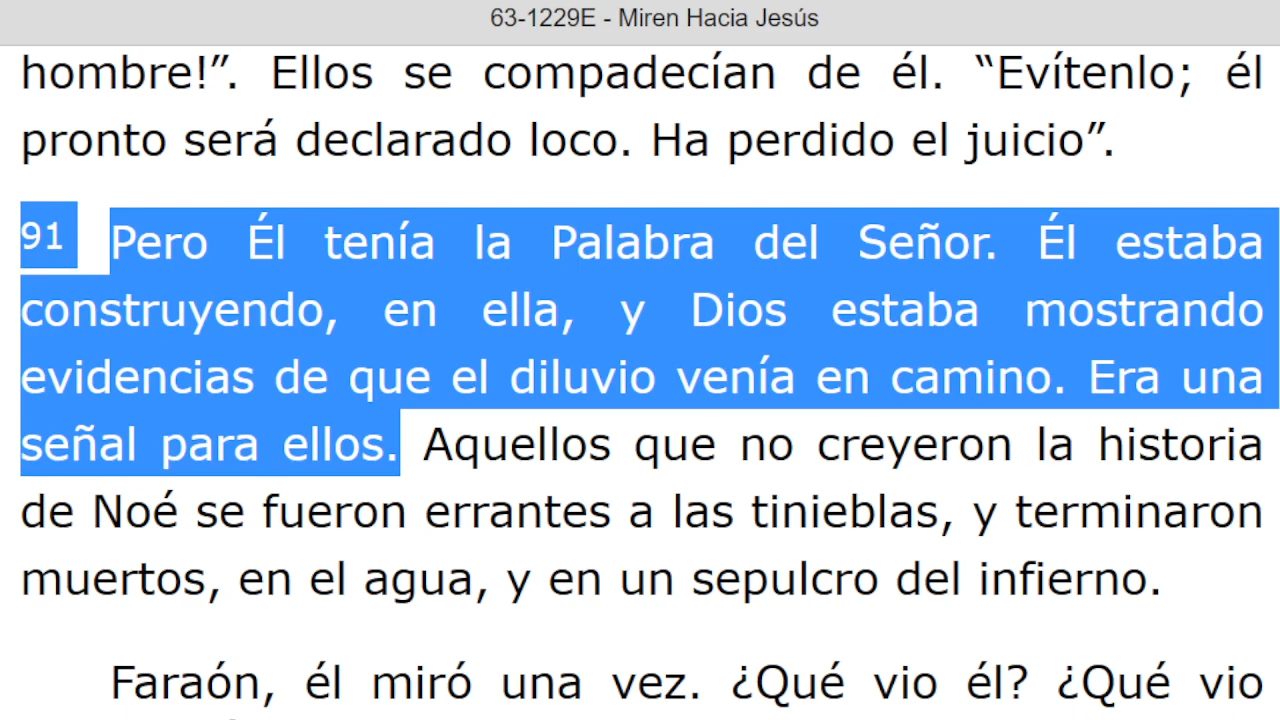 63-1229E - Miren Hacia Jesús
hombre!”. Ellos se compadecían de él. “Evítenlo; él
pronto será declarado loco. Ha perdido el juicio”.
91 Pero Él tenía la Palabra del Señor. Él estaba
construyendo, en ella, y Dios estaba mostrando
evidencias de que el diluvio venía en camino. Era una
señal para ellos. Aquellos que no creyeron la historia
de Noé se fueron errantes a las tinieblas, y terminaron
muertos, en el agua, y en un sepulcro del infierno.
Faraón, él miró una vez. ¿Qué vio él? ¿Qué vio